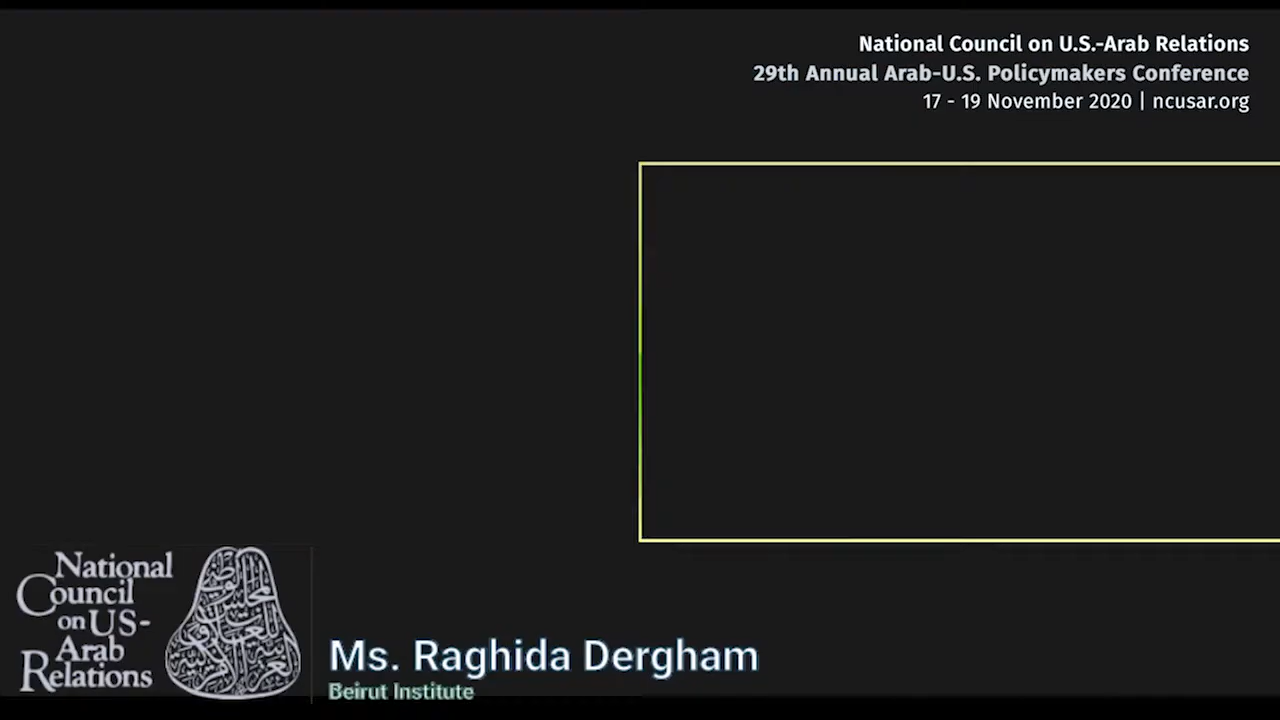 National Council on U.S.-Arab Relations
29th Annual Arab-U.S. Policymakers Conference
17 - 19 November 2020 | ncusar.org
National
Council
on US-
Arab
Relations
Ms. Raghida Dergham
Beirut Institute